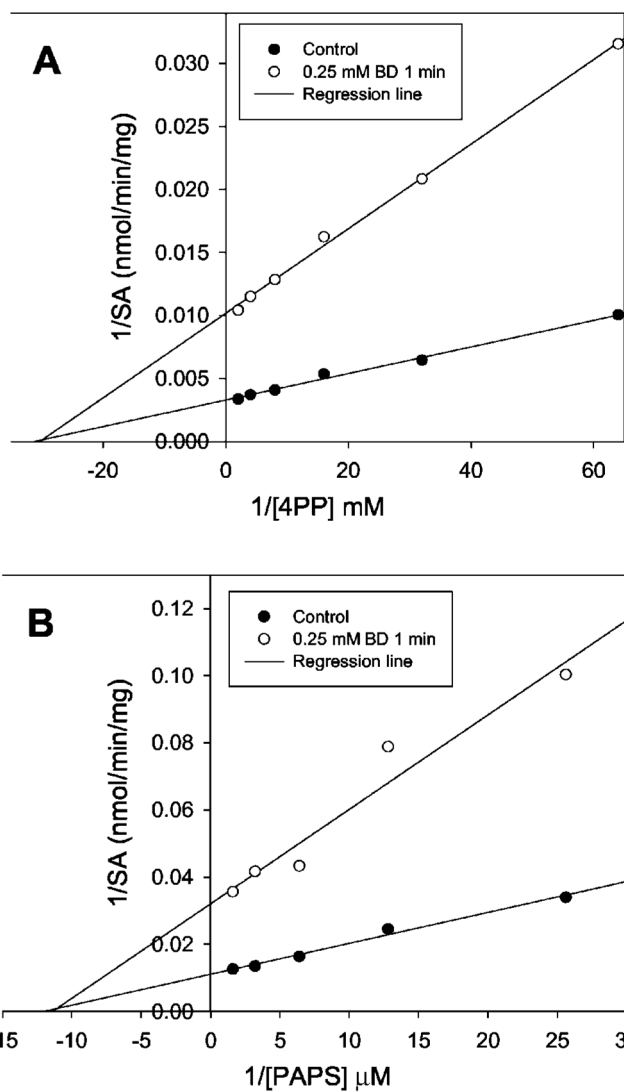 A
Control
0.25 mM BD 1 min
Regression line
1/SA (nmol/min/mg)
0.030
0.025
0.020
0.015
0.010
0.005
0.000
-20 0 20 40 60
1/[4PP] mM
B
Control
0.25 mM BD 1 min
Regression line
1/SA (nmol/min/mg)
0.12
0.10
0.08
0.06
0.04
0.02
0.00
15 -10 -5 0 5 10 15 20 25 3
1/[PAPS] μM